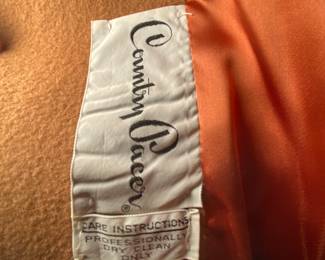 Country Pacer®
CARE INSTRUCTIONS
PROFESSIONALLY
DRY CLEAN
ONLY